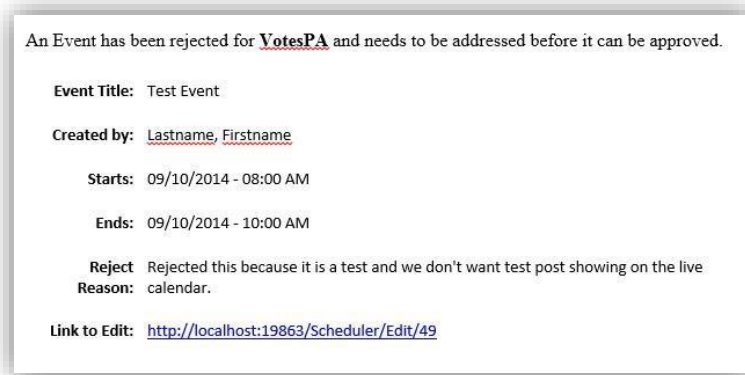 An Event has been rejected for VotesPA and needs to be addressed before it can be approved.
Event Title: Test Event
Created by: Lastname, Firstname
Starts: 09/10/2014 - 08:00 AM
Ends: 09/10/2014 - 10:00 AM
Reject Rejected this because it is a test and we don't want test post showing on the live
Reason: calendar.
Link to Edit: http://localhost:19863/Scheduler/Edit/49